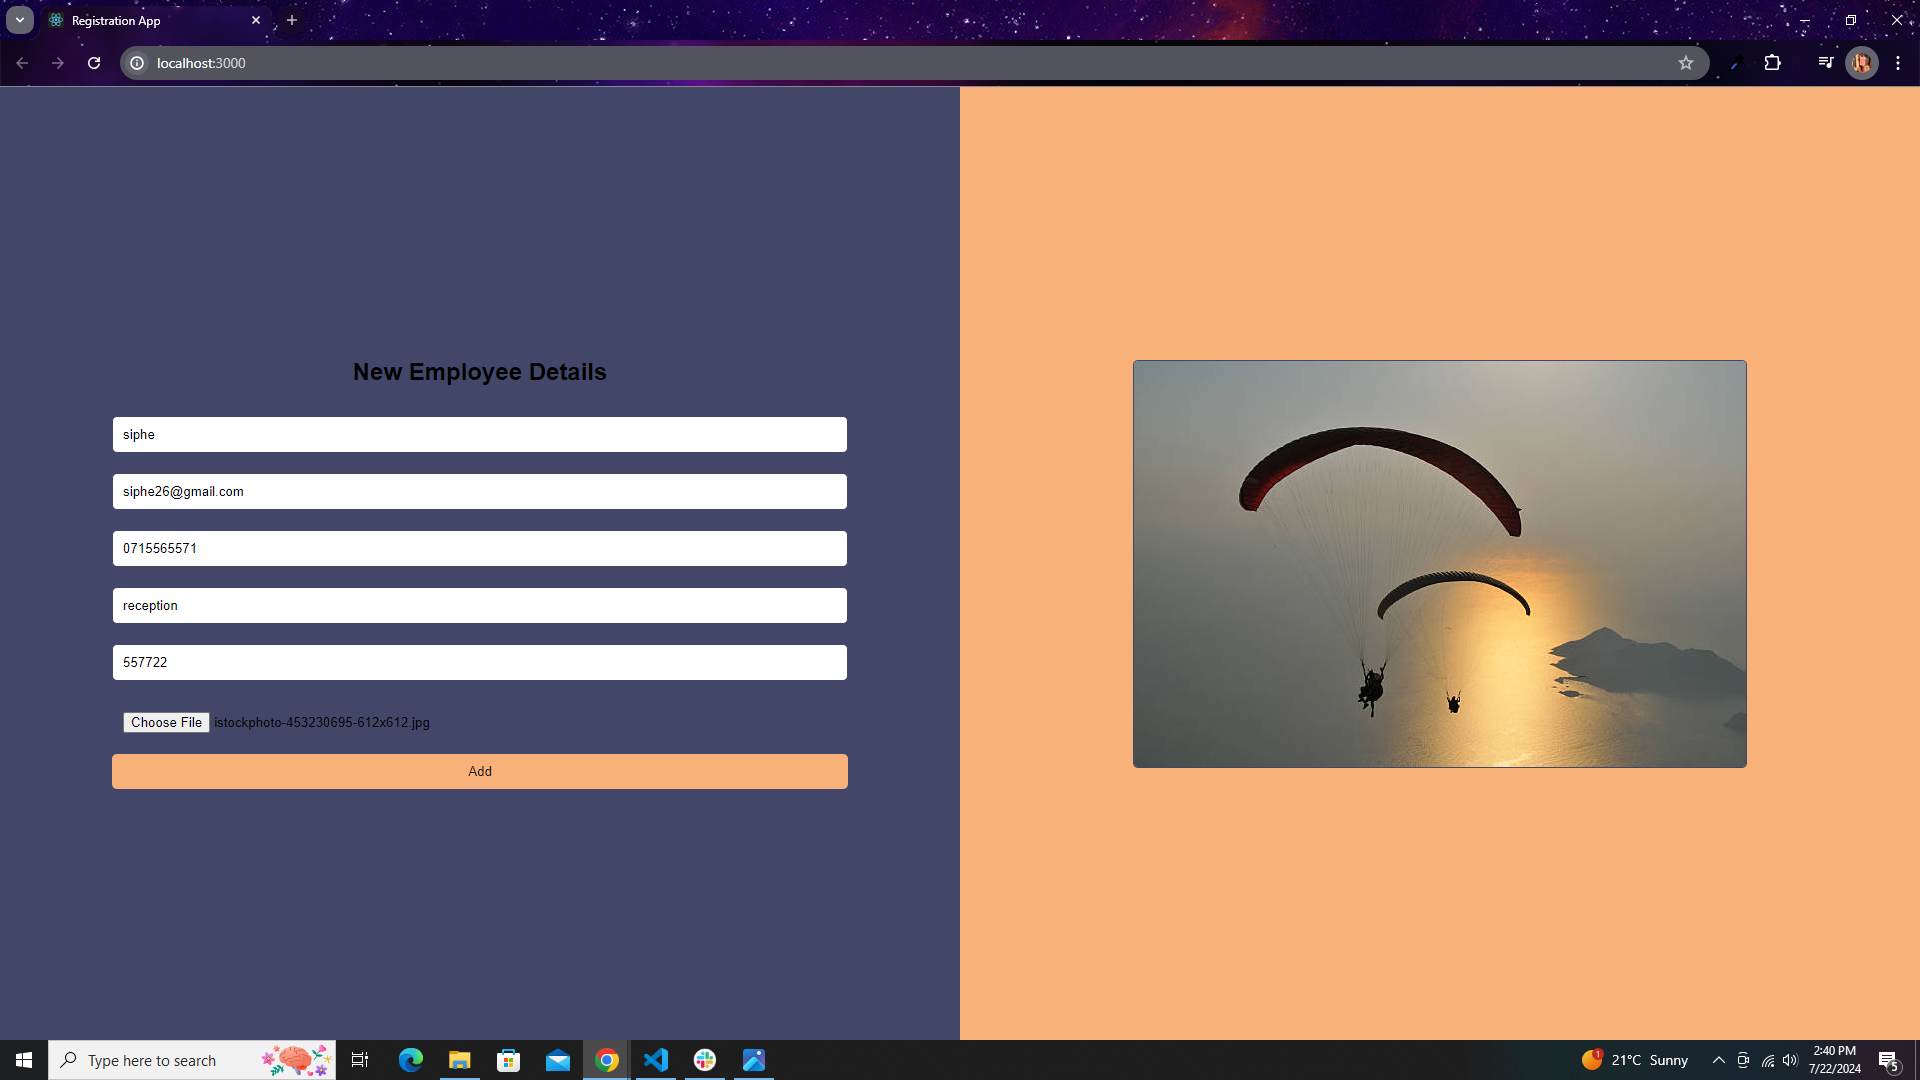 Registration App
localhost:3000
New Employee Details
siphe
siphe26@gmail.com
0715565571
reception
557722
Choose File istockphoto-453230695-612x612.jpg
Add
Type here to search
1
21°C Sunny
2:40 PM
7/22/2024
5